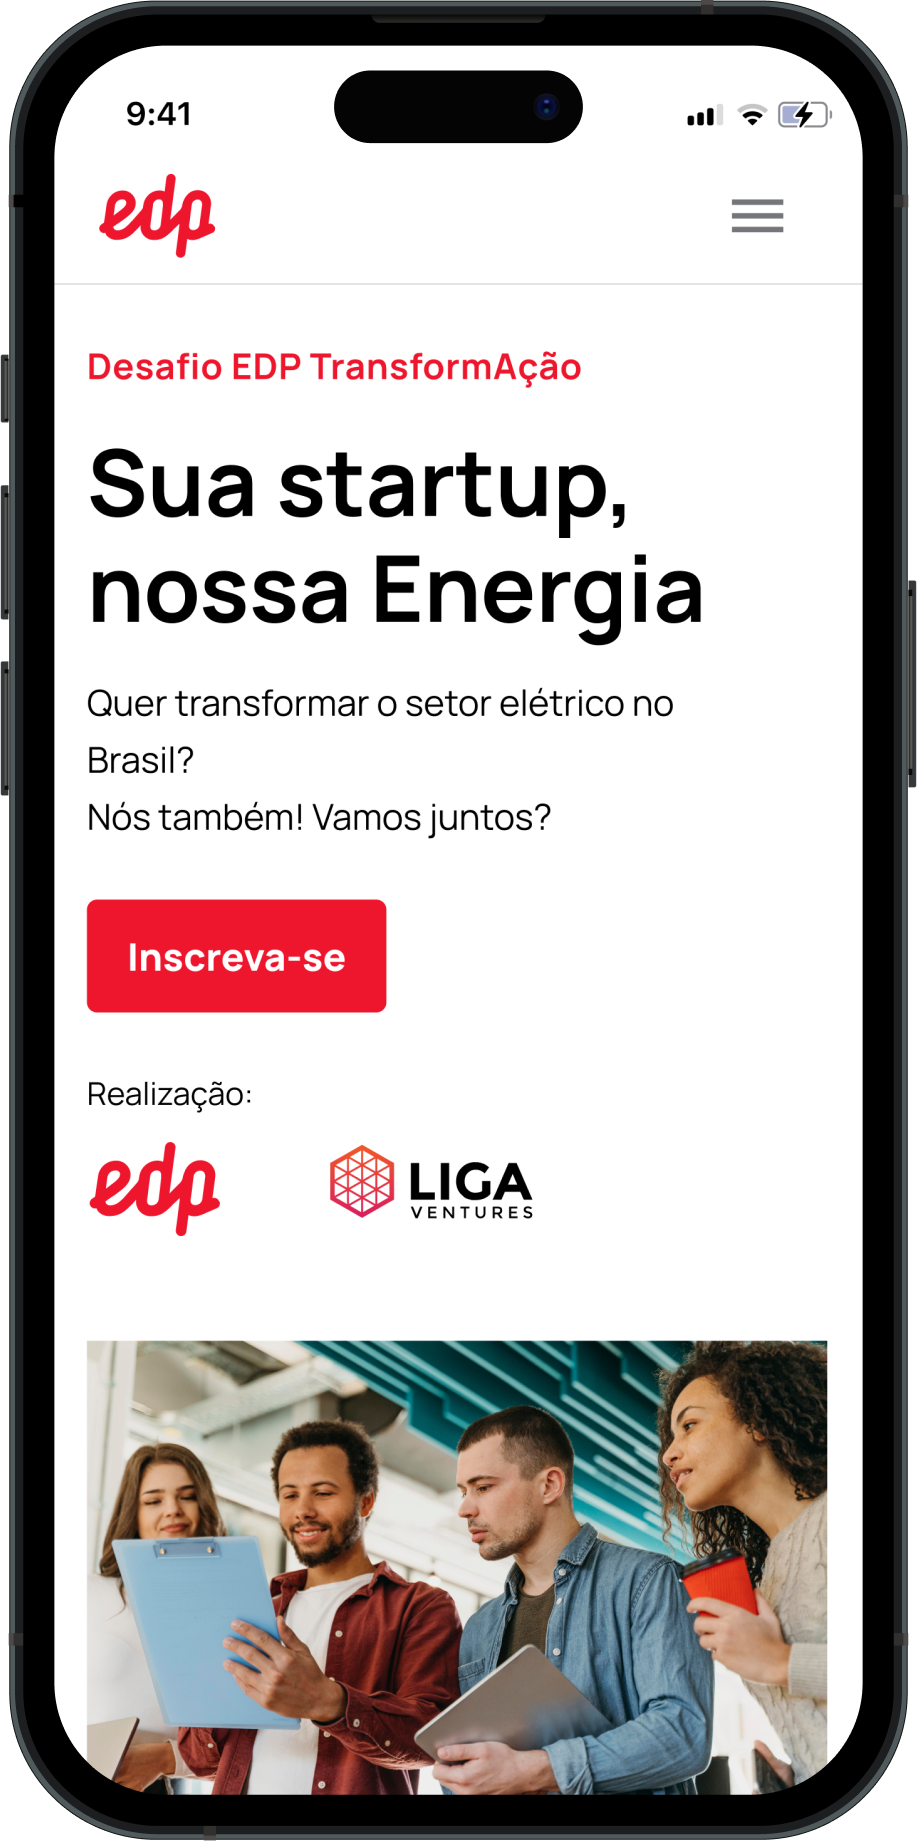 9:41
edp
Desafio EDP TransformAção
Sua startup,
nossa Energia
Quer transformar o setor elétrico no
Brasil?
Nós também! Vamos juntos?
Inscreva-se
Realização:
edp
LIGA
VENTURES